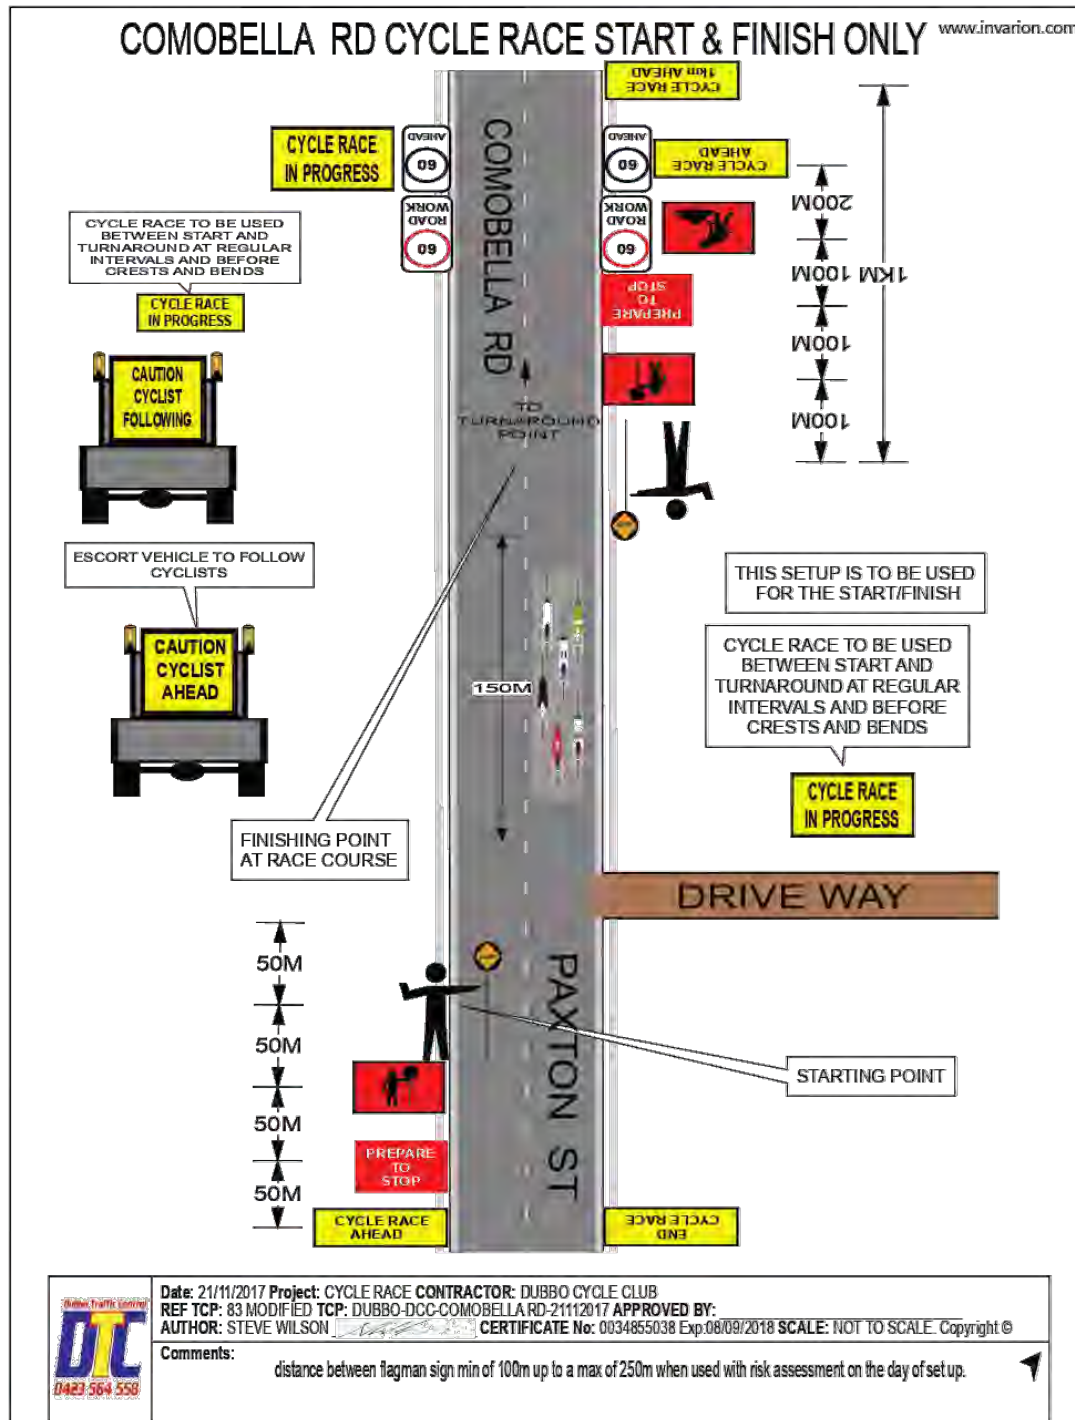 COMOBELLA RD CYCLE RACE START & FINISH ONLY
www.invarion.com
CYCLE RACE
1km AHEAD
CYCLE RACE
IN PROGRESS
AHEAD
60
ROAD
WORK
60
AHEAD
60
ROAD
WORK
60
CYCLE RACE
AHEAD
PREPARE
TO
STOP
200M
100M
100M
100M
1KM
COMOBELLA RD
CYCLE RACE TO BE USED
BETWEEN START AND
TURNAROUND AT REGULAR
INTERVALS AND BEFORE
CRESTS AND BENDS
CYCLE RACE
IN PROGRESS
CAUTION
CYCLIST
FOLLOWING
TO
TURNAROUND
POINT
ESCORT VEHICLE TO FOLLOW
CYCLISTS
CAUTION
CYCLIST
AHEAD
THIS SETUP IS TO BE USED
FOR THE START/FINISH
CYCLE RACE TO BE USED
BETWEEN START AND
TURNAROUND AT REGULAR
INTERVALS AND BEFORE
CRESTS AND BENDS
CYCLE RACE
IN PROGRESS
150M
FINISHING POINT
AT RACE COURSE
DRIVE WAY
PAXTON ST
50M
50M
50M
50M
STARTING POINT
PREPARE
TO
STOP
CYCLE RACE
AHEAD
END
CYCLE RACE
Dubbo Traffic Control
DTC
0423 564 558
Date: 21/11/2017 Project: CYCLE RACE CONTRACTOR: DUBBO CYCLE CLUB
REF TCP: 83 MODIFIED TCP: DUBBO-DCC-COMOBELLA RD-21112017 APPROVED BY:
AUTHOR: STEVE WILSON CERTIFICATE No: 0034855038 Exp:08/09/2018 SCALE: NOT TO SCALE. Copyright ©
Comments:
distance between flagman sign min of 100m up to a max of 250m when used with risk assessment on the day of set up.